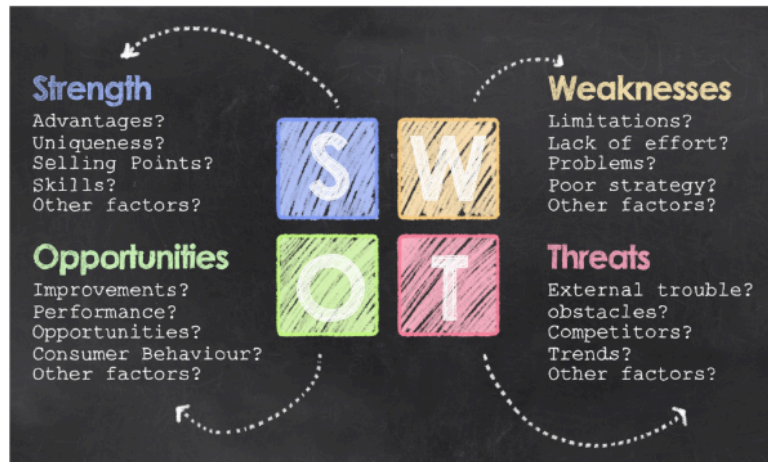 Strength
Advantages?
Uniqueness?
Selling Points?
Skills?
Other factors?
S
W
Weaknesses
Limitations?
Lack of effort?
Problems?
Poor strategy?
Other factors?
Opportunities
Improvements?
Performance?
Opportunities?
Consumer Behaviour?
Other factors?
O
T
Threats
External trouble?
obstacles?
Competitors?
Trends?
Other factors?